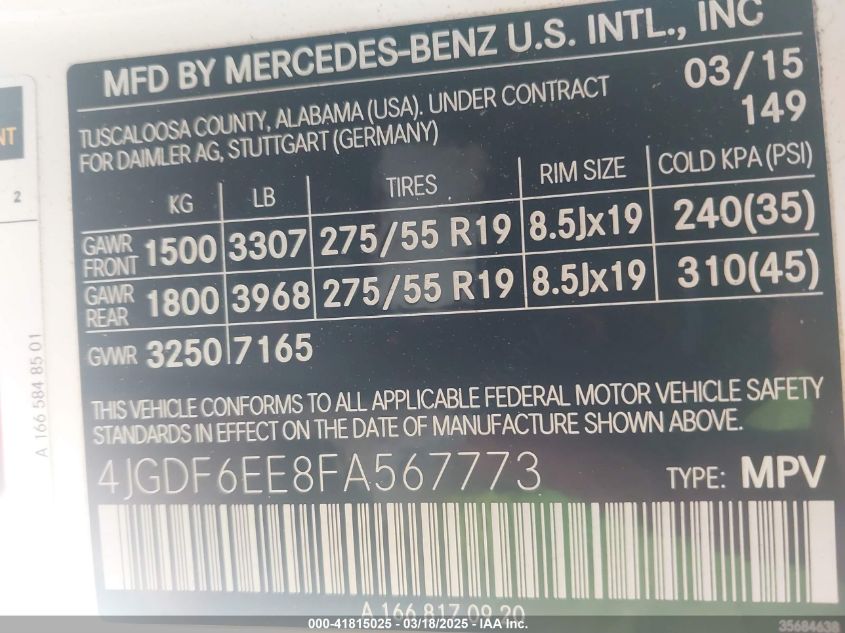 MFD BY MERCEDES-BENZ U.S. INTL., INC
TUSCALOOSA COUNTY, ALABAMA (USA). UNDER CONTRACT 03/15
FOR DAIMLER AG, STUTTGART (GERMANY) 149
KG LB TIRES RIM SIZE COLD KPA (PSI)
GAWR FRONT 1500 3307 275/55 R19 8.5Jx19 240(35)
GAWR REAR 1800 3968 275/55 R19 8.5Jx19 310(45)
GVWR 3250 7165
THIS VEHICLE CONFORMS TO ALL APPLICABLE FEDERAL MOTOR VEHICLE SAFETY
STANDARDS IN EFFECT ON THE DATE OF MANUFACTURE SHOWN ABOVE.
4JGDF6EE8FA567773 TYPE: MPV
A 166 817 09 20
A 166 584 85 01
NT
2
000-41815025 - 03/18/2025 - IAA Inc.
35684638